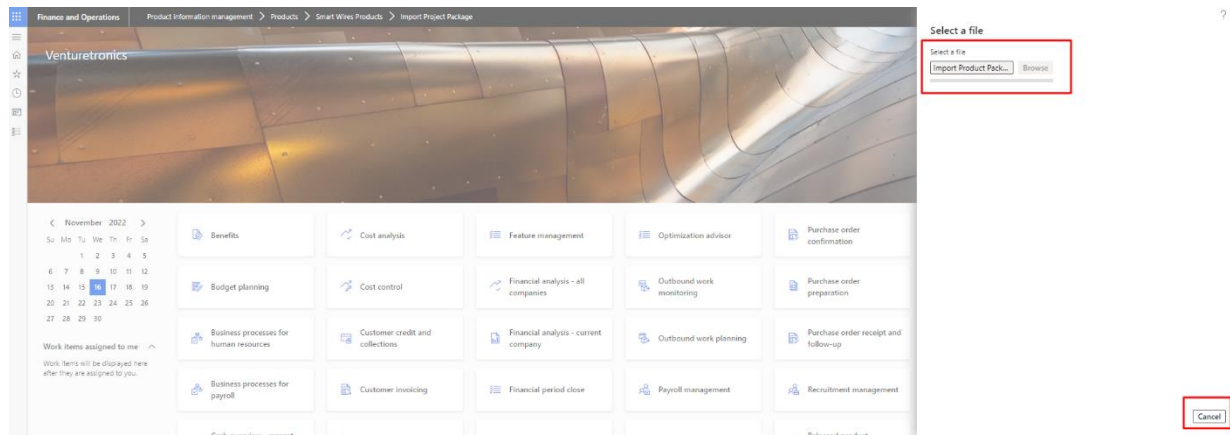 Finance and Operations
Product information management > Products > Smart Wires Products > Import Project Package
?
Venturetronics
Select a file
Select a file
Import Product Pack...
Browse
November 2022
Su Mo Tu We Th Fr Sa
1 2 3 4 5
6 7 8 9 10 11 12
13 14 15 16 17 18 19
20 21 22 23 24 25 26
27 28 29 30
Work items assigned to me
Work items will be displayed here
after they are assigned to you.
Benefits
Cost analysis
Feature management
Optimization advisor
Purchase order
confirmation
Budget planning
Cost control
Financial analysis - all
companies
Outbound work
monitoring
Purchase order
preparation
Business processes for
human resources
Customer credit and
collections
Financial analysis - current
company
Outbound work planning
Purchase order receipt and
follow-up
Business processes for
payroll
Customer invoicing
Financial period close
Payroll management
Recruitment management
Cancel